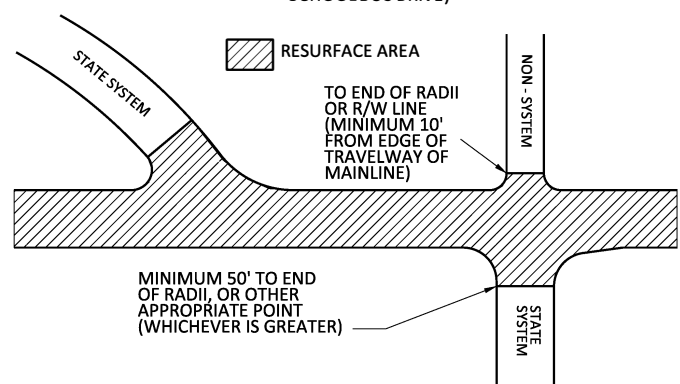 STATE SYSTEM
RESURFACE AREA
TO END OF RADII
OR R/W LINE
(MINIMUM 10'
FROM EDGE OF
TRAVELWAY OF
MAINLINE)
NON - SYSTEM
MINIMUM 50' TO END
OF RADII, OR OTHER
APPROPRIATE POINT
(WHICHEVER IS GREATER)
STATE
SYSTEM